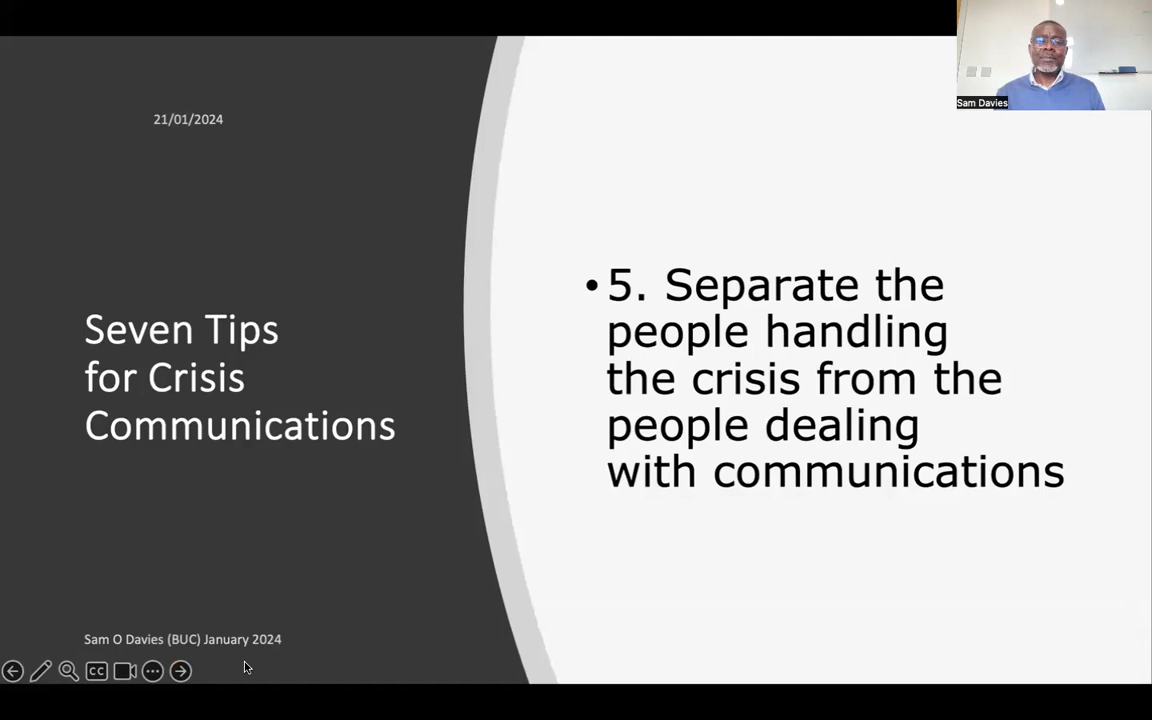 Sam Davies
21/01/2024
Seven Tips
for Crisis
Communications
• 5. Separate the
people handling
the crisis from the
people dealing
with communications
Sam O Davies (BUC) January 2024
CC